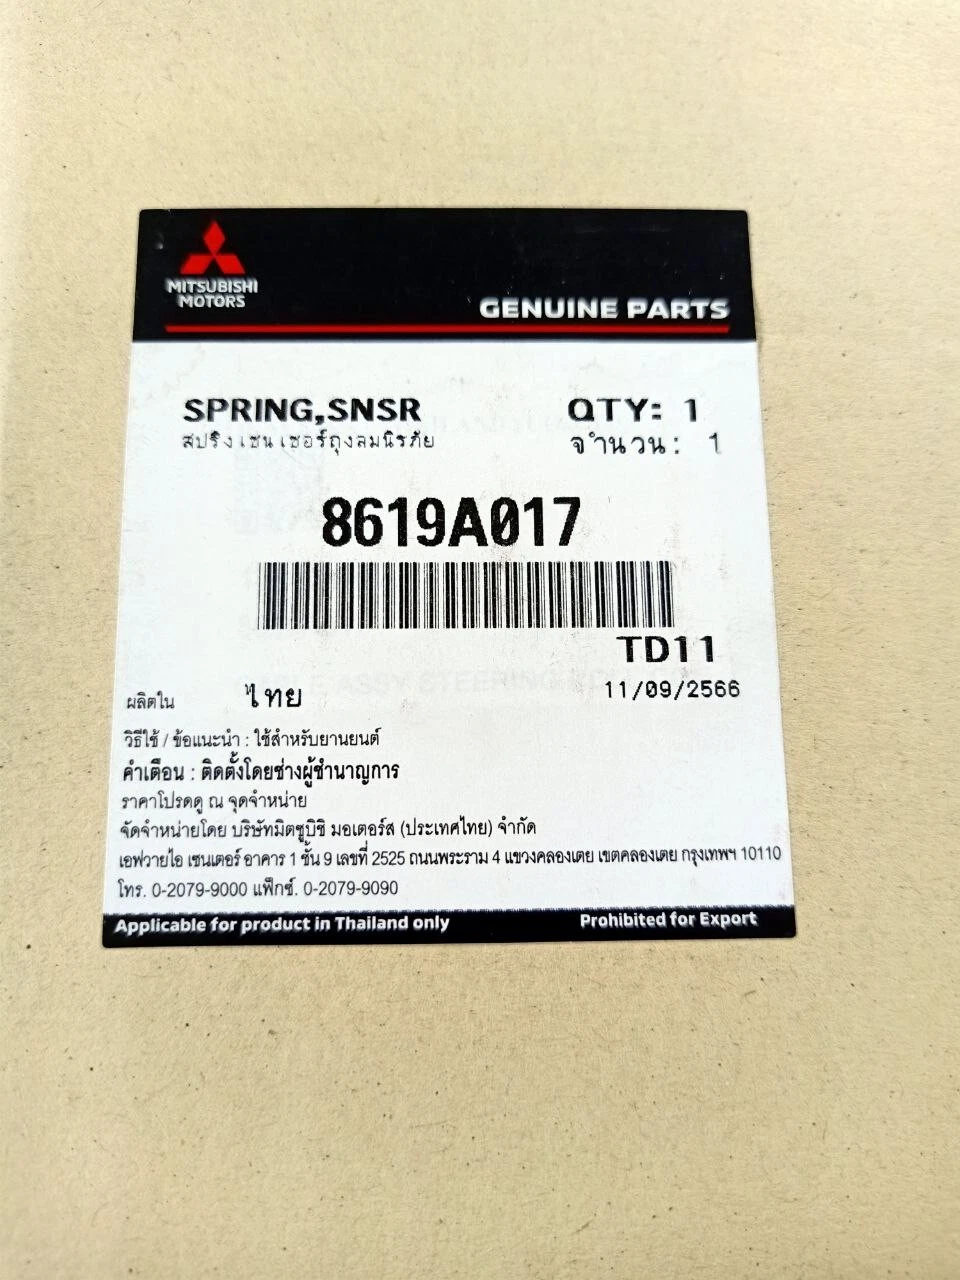 MITSUBISHI
MOTORS
GENUINE PARTS
SPRING,SNSR
QTY: 1
สปริงเซนเซอร์ถุงลมนิรภัย
จำนวน: 1
8619A017
TD11
11/09/2566
ผลิตใน ไทย
วิธีใช้ / ข้อแนะนำ : ใช้สำหรับยานยนต์
คำเตือน : ติดตั้งโดยช่างผู้ชำนาญการ
ราคาโปรดดู ณ จุดจำหน่าย
จัดจำหน่ายโดย บริษัทมิตซูบิชิ มอเตอร์ส (ประเทศไทย) จำกัด
เอฟวายไอ เซนเตอร์ อาคาร 1 ชั้น 9 เลขที่ 2525 ถนนพระราม 4 แขวงคลองเตย เขตคลองเตย กรุงเทพฯ 10110
โทร. 0-2079-9000 แฟ็กซ์. 0-2079-9090
Applicable for product in Thailand only
Prohibited for Export